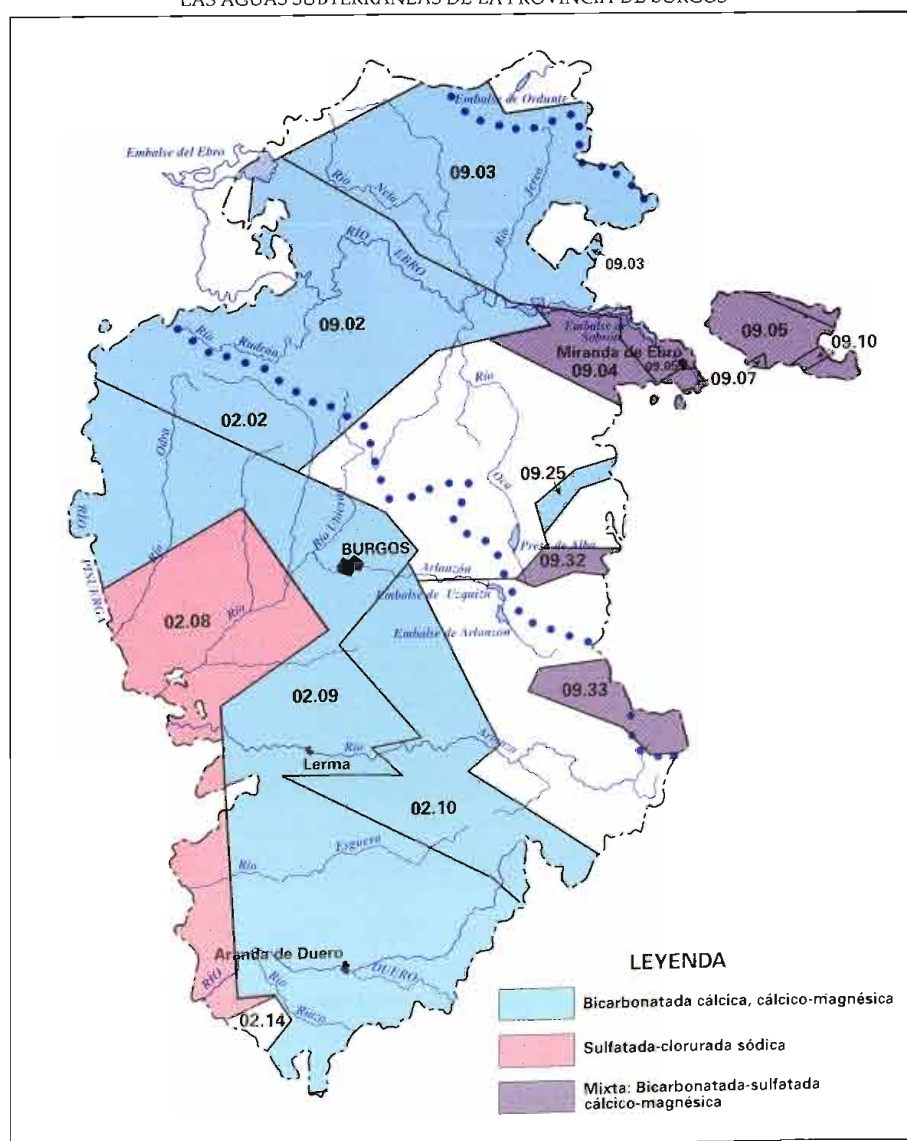 LAS AGUAS SUBTERRÁNEAS DE LA PROVINCIA DE BURGOS
Embalse de Ordunte
Embalse del Ebro
09.03
Río
Nela
Río
Jerea
RÍO
EBRO
09.03
09.02
Río
Rudrón
Embalse de Sobrón
Miranda de Ebro
09.04
09.05
09.05
09.10
09.07
02.02
Río
Oca
Odra
Río
09.25
RÍO
PISUERGA
Río Ubierna
BURGOS
Arlanzón
Presa de Alba
09.32
Embalse de Uzquiza
Embalse de Arlanzón
02.08
Río
09.33
02.09
Río
Arlanza
Lerma
02.10
Río
Esgueva
Aranda de Duero
RÍO
DUERO
Río
Riaza
02.14
LEYENDA
Bicarbonatada cálcica, cálcico-magnésica
Sulfatada-clorurada sódica
Mixta: Bicarbonatada-sulfatada
cálcico-magnésica